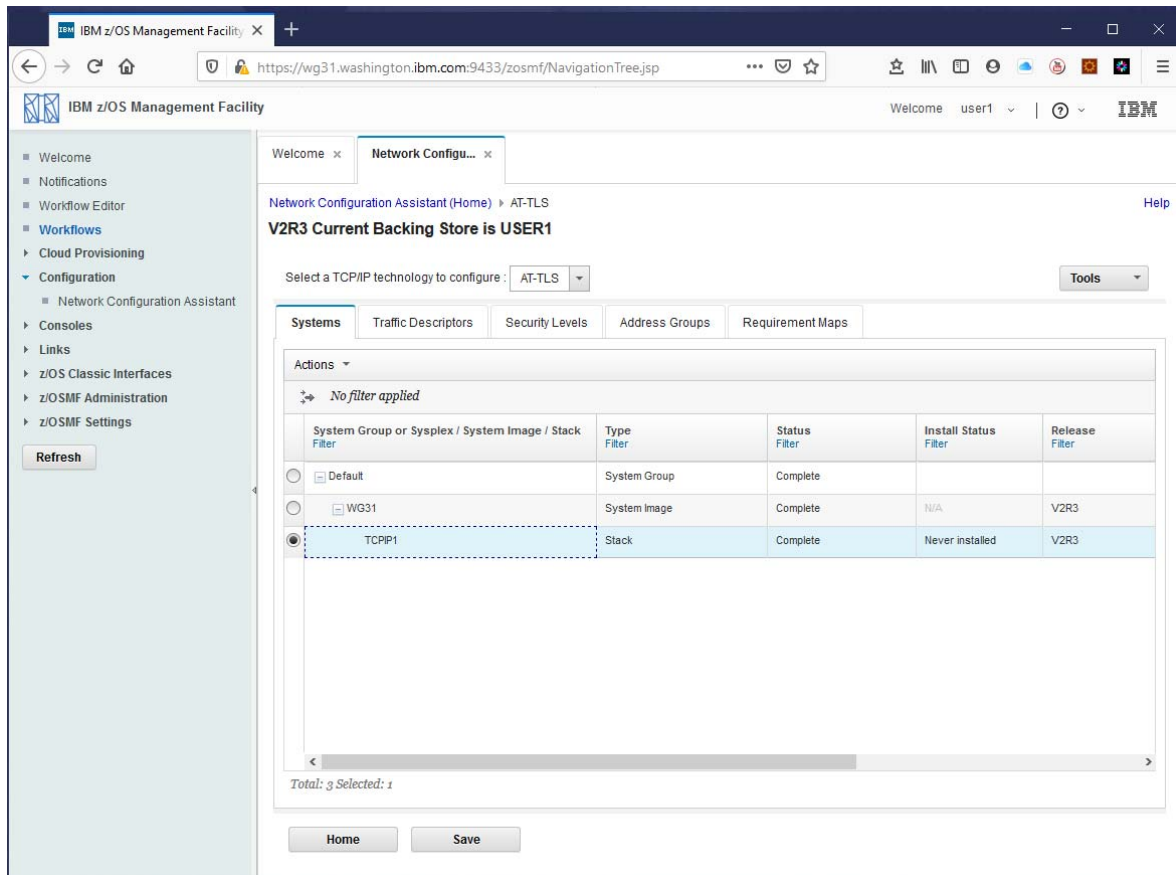 IBM IBM z/OS Management Facility
https://wg31.washington.ibm.com:9433/zosmf/NavigationTree.jsp
IBM z/OS Management Facility
Welcome user1
IBM
Welcome
Notifications
Workflow Editor
Workflows
Cloud Provisioning
Configuration
Network Configuration Assistant
Consoles
Links
z/OS Classic Interfaces
z/OSMF Administration
z/OSMF Settings
Refresh
Welcome Network Configu...
Network Configuration Assistant (Home) AT-TLS Help
V2R3 Current Backing Store is USER1
Select a TCP/IP technology to configure : AT-TLS Tools
Systems Traffic Descriptors Security Levels Address Groups Requirement Maps
Actions
No filter applied
System Group or Sysplex / System Image / Stack Type Status Install Status Release
Filter Filter Filter Filter Filter
Default System Group Complete
WG31 System Image Complete N/A V2R3
TCPIP1 Stack Complete Never installed V2R3
Total: 3 Selected: 1
Home Save